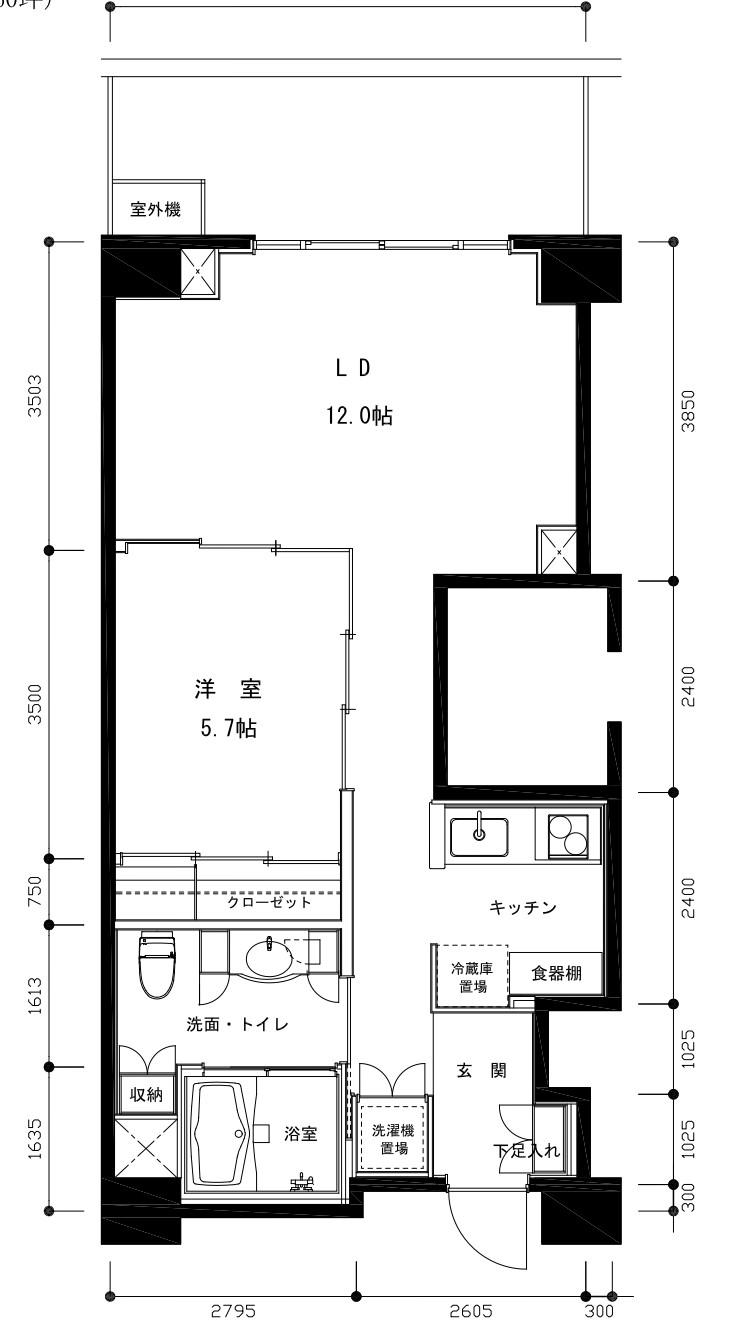 室外機
LD
12.0帖
3503
3850
洋 室
5.7帖
3500
2400
クローゼット
750
キッチン
2400
冷蔵庫
置場
食器棚
洗面・トイレ
1613
玄 関
1025
収納
浴室
洗濯機
置場
下足入れ
1635
1025
300
2795
2605
300